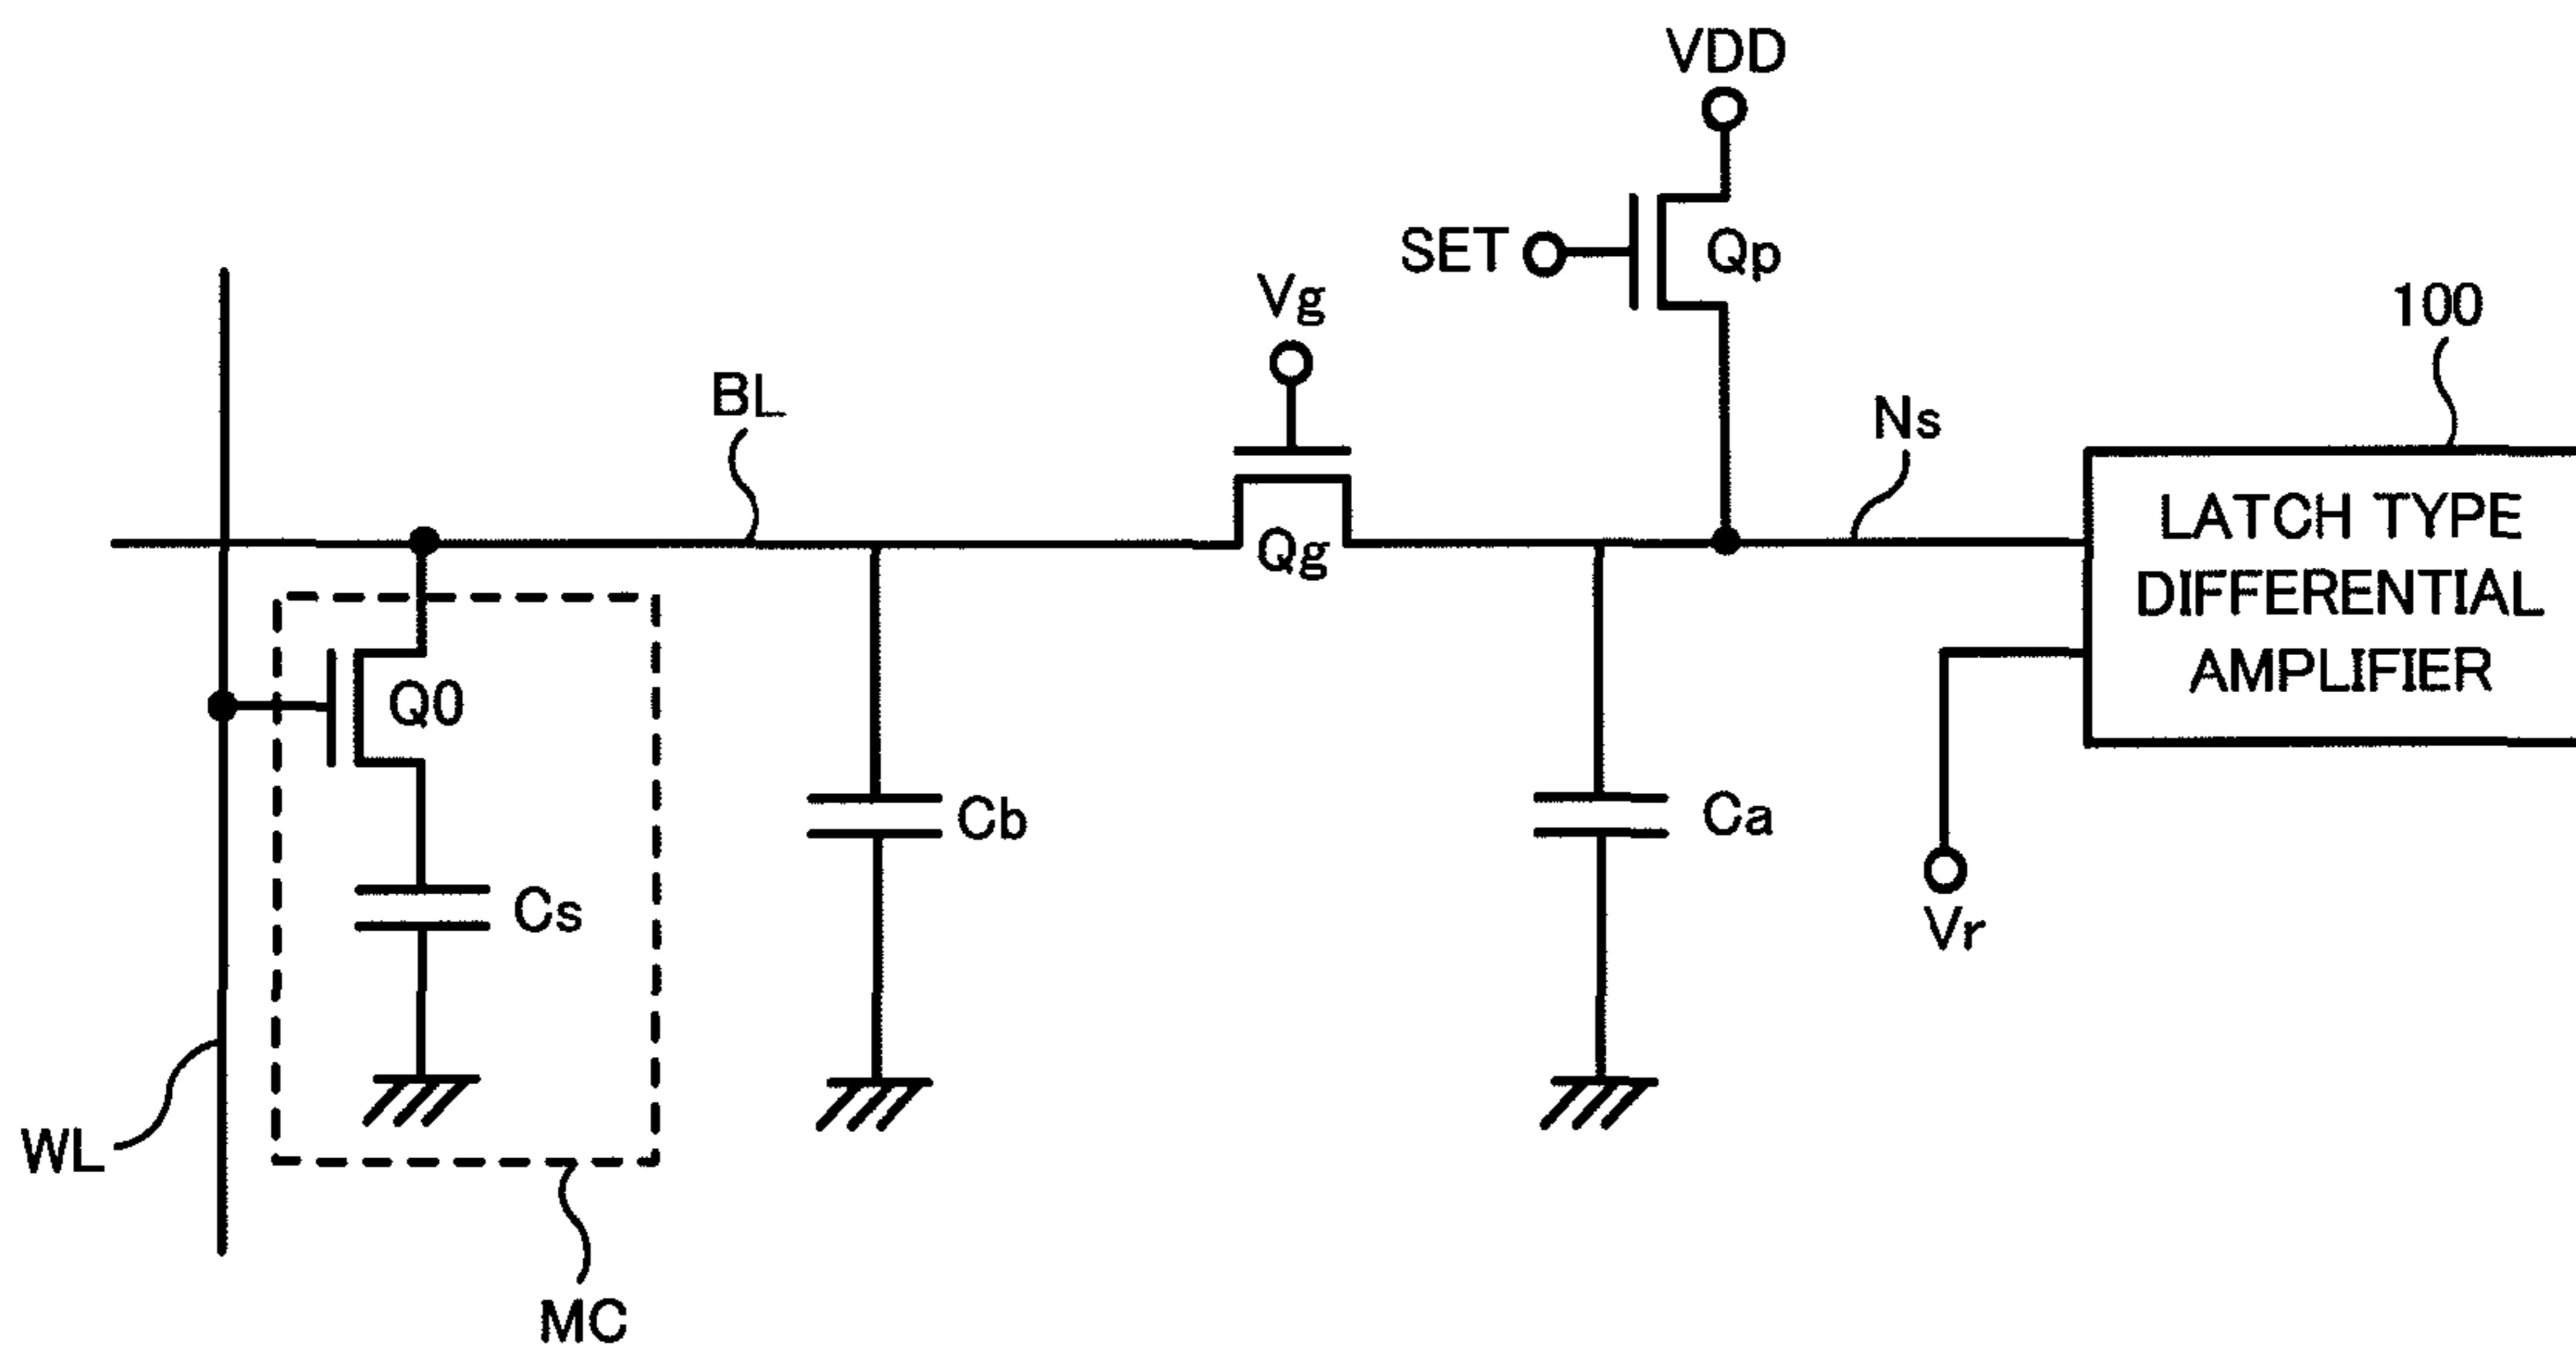 VDD
SET
Qp
Vg
100
BL
Ns
Qg
LATCH TYPE
DIFFERENTIAL
AMPLIFIER
Q0
Cb
Ca
Cs
Vr
WL
MC